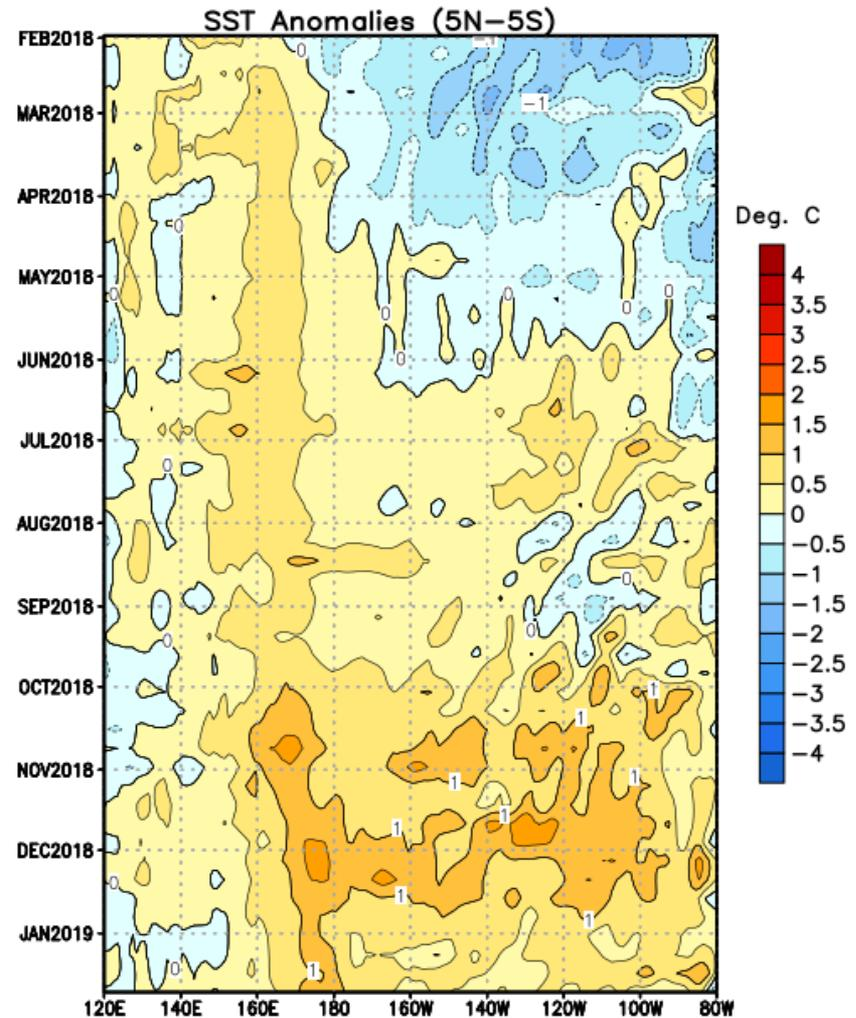 SST Anomalies (5N−5S)
FEB2018
MAR2018
APR2018
MAY2018
JUN2018
JUL2018
AUG2018
SEP2018
OCT2018
NOV2018
DEC2018
JAN2019
120E 140E 160E 180 160W 140W 120W 100W 80W
0
−1
−1
0
0
0
0
0
0
0
0
0
0
0
0
1
1
1
1
1
1
0
1
1
0
1
Deg. C
4
3.5
3
2.5
2
1.5
1
0.5
0
−0.5
−1
−1.5
−2
−2.5
−3
−3.5
−4